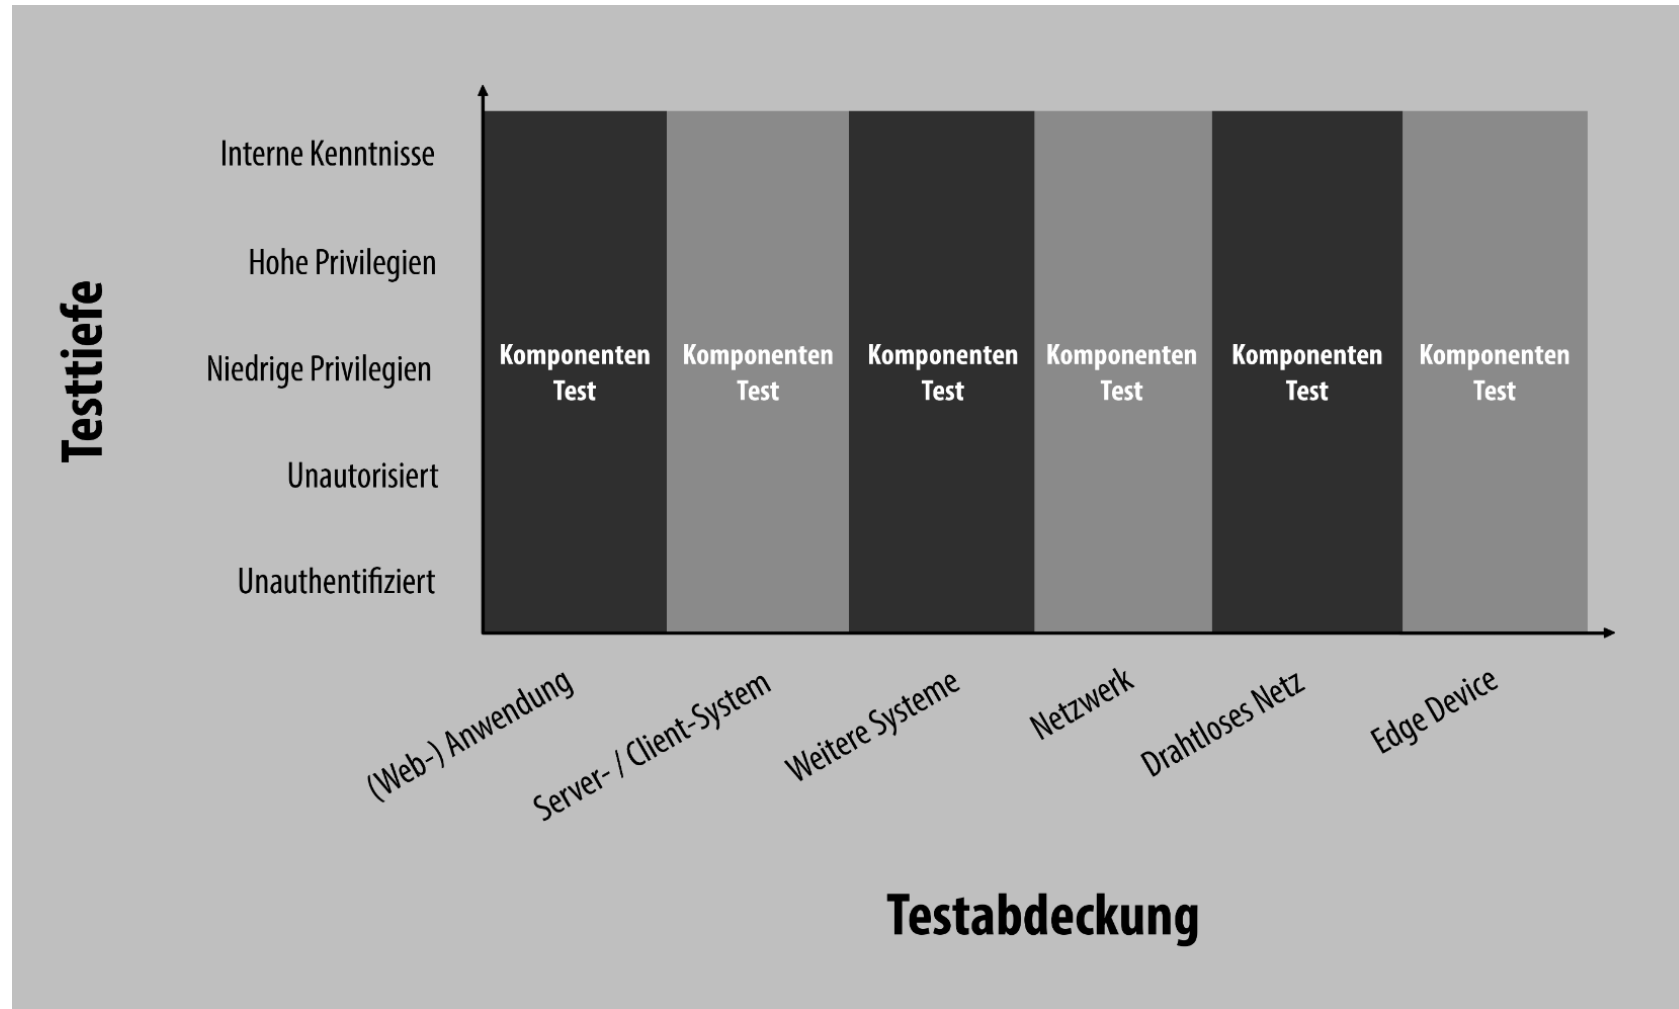 Testtiefe
Interne Kenntnisse
Hohe Privilegien
Niedrige Privilegien
Unautorisiert
Unauthentifiziert
Komponenten
Test
Komponenten
Test
Komponenten
Test
Komponenten
Test
Komponenten
Test
Komponenten
Test
(Web-) Anwendung
Server- / Client-System
Weitere Systeme
Netzwerk
Drahtloses Netz
Edge Device
Testabdeckung